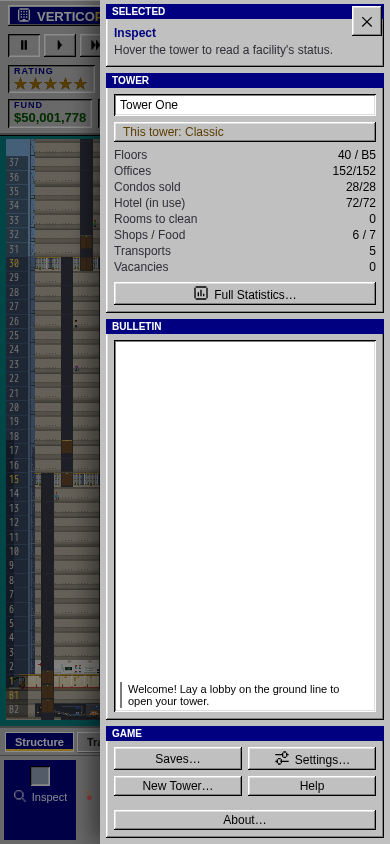 VERTICOR
RATING
FUND
$50,001,778
37
36
35
34
33
32
31
30
29
28
27
26
25
24
23
22
21
20
19
18
17
16
15
14
13
12
11
10
9
8
7
6
5
4
3
2
1
B1
B2
Structure
Tra
Inspect
SELECTED
Inspect
Hover the tower to read a facility's status.
TOWER
Tower One
This tower: Classic
Floors 40 / B5
Offices 152/152
Condos sold 28/28
Hotel (in use) 72/72
Rooms to clean 0
Shops / Food 6 / 7
Transports 5
Vacancies 0
Full Statistics…
BULLETIN
Welcome! Lay a lobby on the ground line to
open your tower.
GAME
Saves…
Settings…
New Tower…
Help
About…